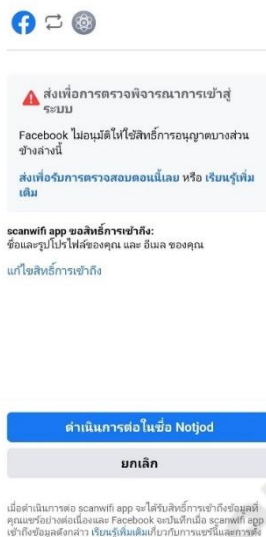 ส่งเพื่อการตรวจพิจารณาการเข้าสู่
ระบบ
Facebook ไม่อนุมัติให้ใช้สิทธิ์การอนุญาตบางส่วน
ข้างล่างนี้
ส่งเพื่อรับการตรวจสอบตอนนี้เลย หรือ เรียนรู้เพิ่ม
เติม
scanwifi app ขอสิทธิ์การเข้าถึง:
ชื่อและรูปโปรไฟล์ของคุณ และ อีเมล ของคุณ
แก้ไขสิทธิ์การเข้าถึง
ดำเนินการต่อในชื่อ Notjod
ยกเลิก
เมื่อดำเนินการต่อ scanwifi app จะได้รับสิทธิ์การเข้าถึงข้อมูลที่
คุณแชร์อย่างต่อเนื่องและ Facebook จะบันทึกเมื่อ scanwifi app
เข้าถึงข้อมูลดังกล่าว เรียนรู้เพิ่มเติมเกี่ยวกับการแชร์นี้และการตั้ง